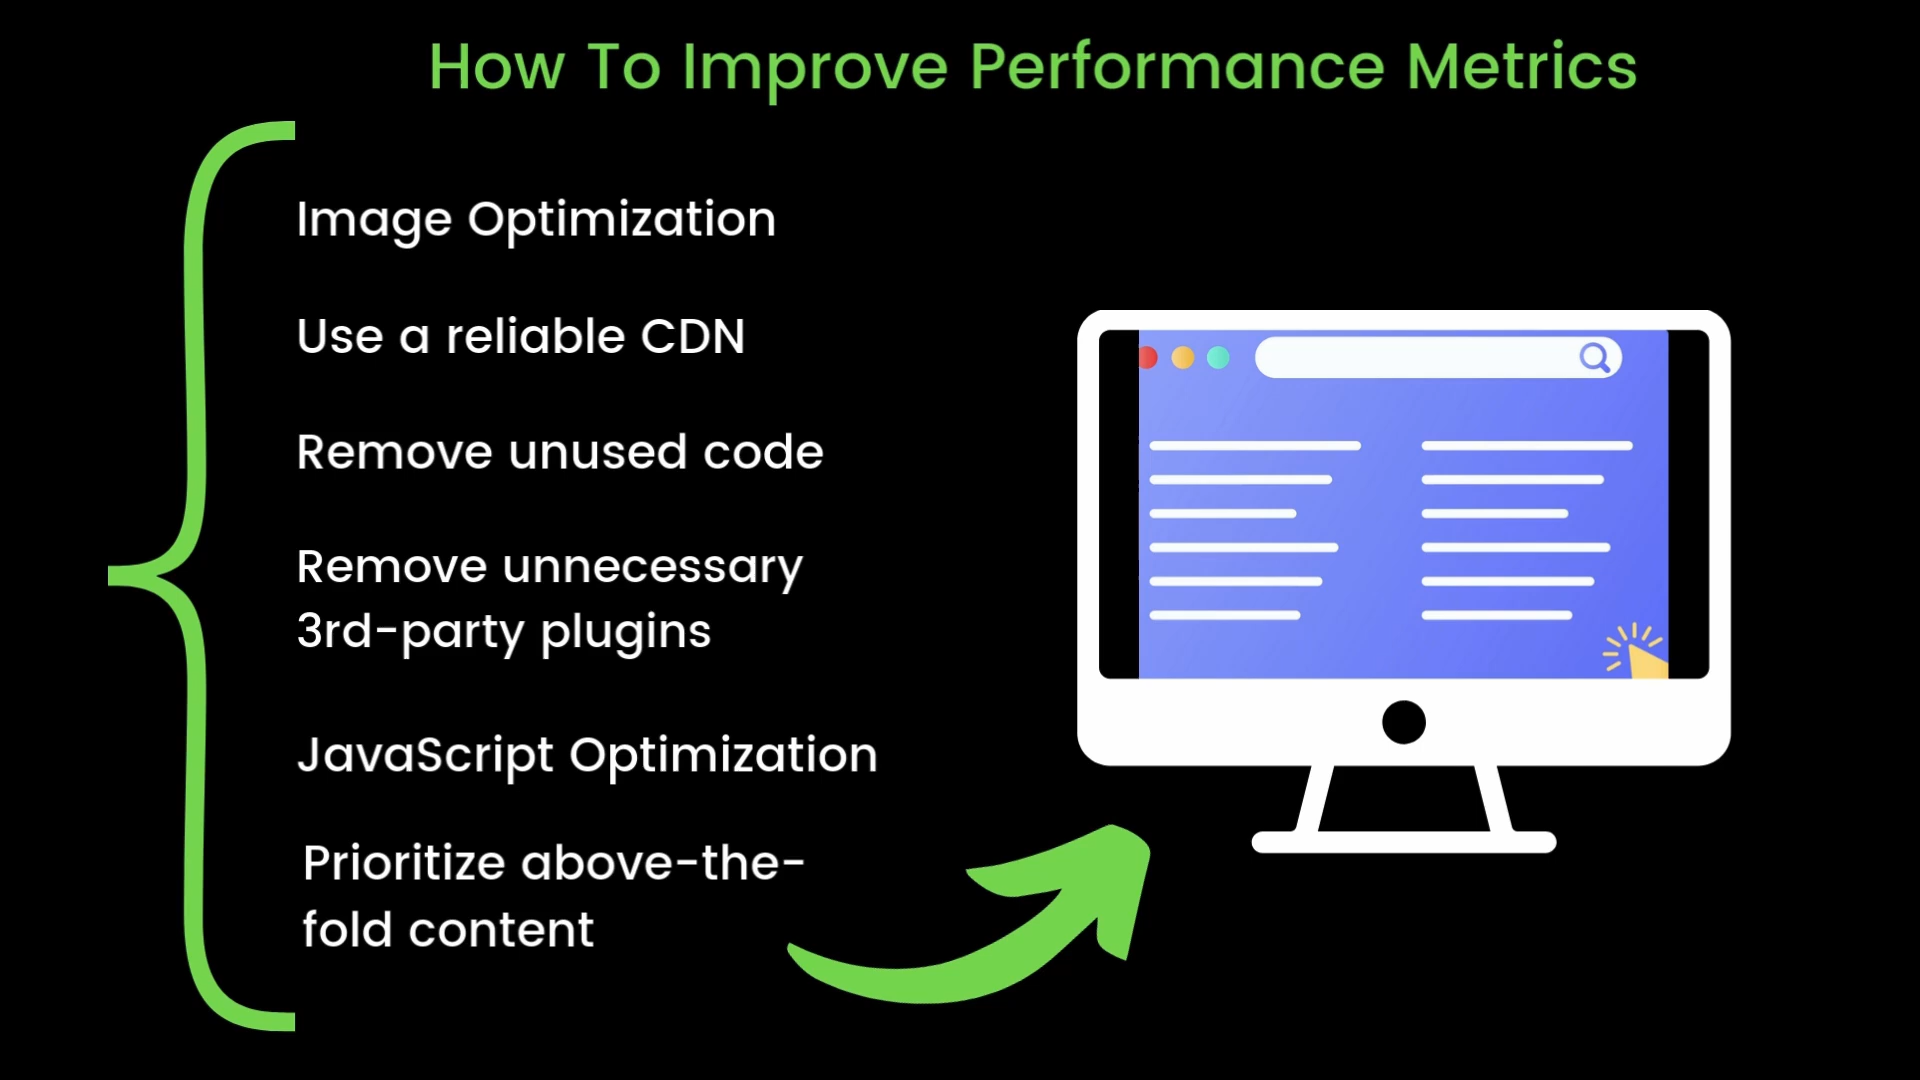 How To Improve Performance Metrics
Image Optimization
Use a reliable CDN
Remove unused code
Remove unnecessary
3rd-party plugins
JavaScript Optimization
Prioritize above-the-
fold content